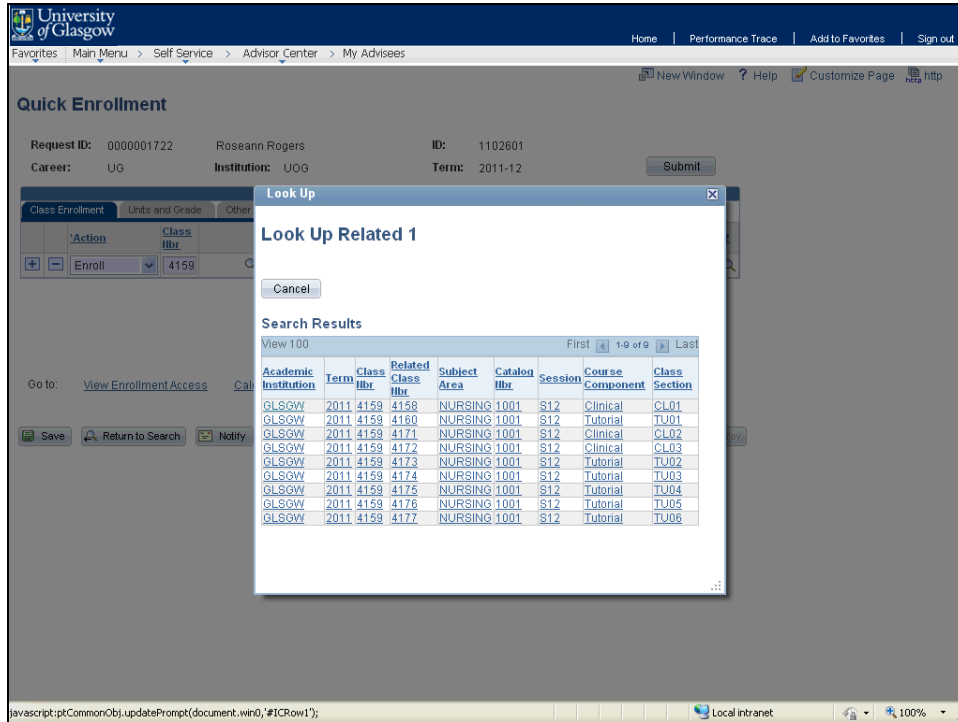 University
of Glasgow
Home | Performance Trace | Add to Favorites | Sign out
Favorites Main Menu > Self Service > Advisor Center > My Advisees
New Window ? Help Customize Page http
Quick Enrollment
Request ID: 0000001722 Roseann Rogers ID: 1102601
Career: UG Institution: UOG Term: 2011-12 Submit
Look Up
Class Enrollment Units and Grade Other
*Action Class Nbr
Enroll 4159
Look Up Related 1
Cancel
Search Results
View 100 First 1-9 of 9 Last
Academic Institution Term Class Nbr Related Class Nbr Subject Area Catalog Nbr Session Course Component Class Section
GLSGW 2011 4159 4158 NURSING 1001 S12 Clinical CL01
GLSGW 2011 4159 4160 NURSING 1001 S12 Tutorial TU01
GLSGW 2011 4159 4171 NURSING 1001 S12 Clinical CL02
GLSGW 2011 4159 4172 NURSING 1001 S12 Clinical CL03
GLSGW 2011 4159 4173 NURSING 1001 S12 Tutorial TU02
GLSGW 2011 4159 4174 NURSING 1001 S12 Tutorial TU03
GLSGW 2011 4159 4175 NURSING 1001 S12 Tutorial TU04
GLSGW 2011 4159 4176 NURSING 1001 S12 Tutorial TU05
GLSGW 2011 4159 4177 NURSING 1001 S12 Tutorial TU06
Go to: View Enrollment Access
Save Return to Search Notify
javascript:ptCommonObj.updatePrompt(document.win0,'#ICRow1'); Local intranet 100%